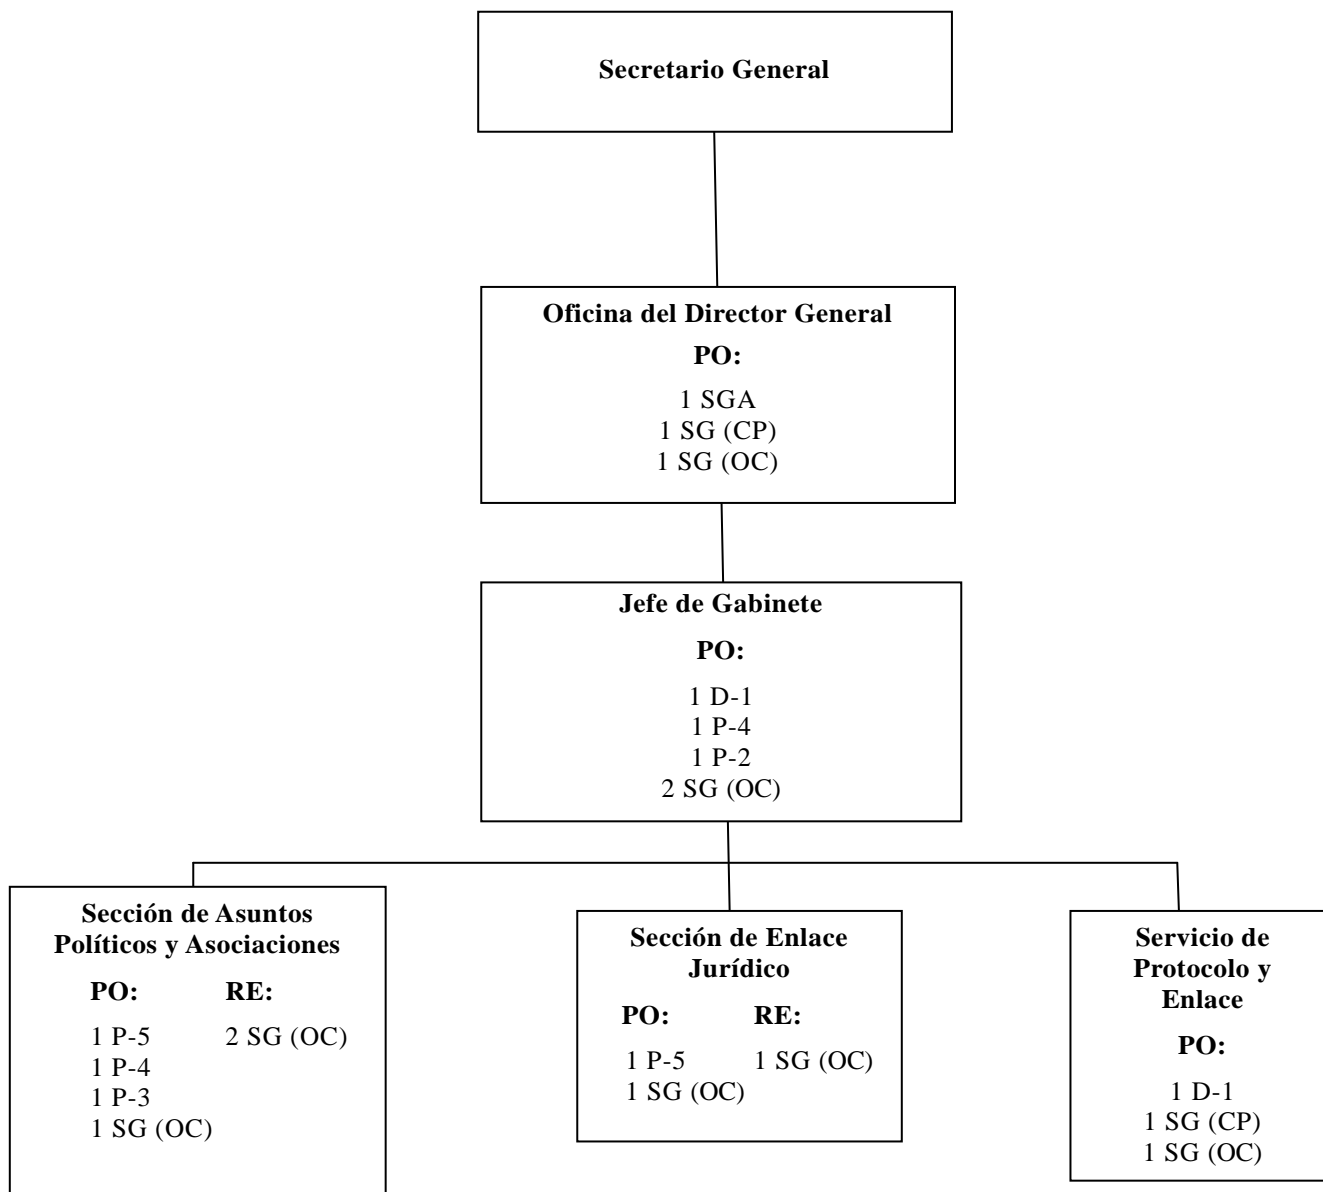 Secretario General
Oficina del Director General
PO:
1 SGA
1 SG (CP)
1 SG (OC)
Jefe de Gabinete
PO:
1 D-1
1 P-4
1 P-2
2 SG (OC)
Sección de Asuntos
Políticos y Asociaciones
PO: RE:
1 P-5 2 SG (OC)
1 P-4
1 P-3
1 SG (OC)
Sección de Enlace
Jurídico
PO: RE:
1 P-5 1 SG (OC)
1 SG (OC)
Servicio de
Protocolo y
Enlace
PO:
1 D-1
1 SG (CP)
1 SG (OC)